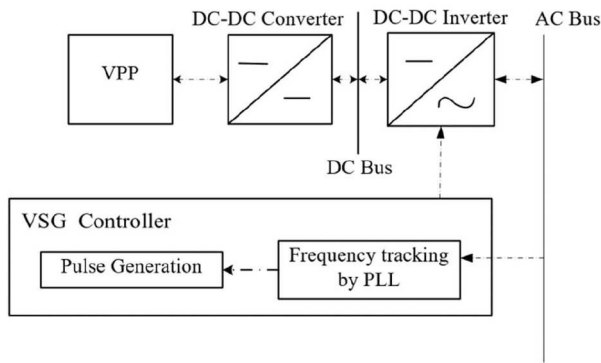 DC-DC Converter
DC-DC Inverter
AC Bus
VPP
DC Bus
VSG Controller
Pulse Generation
Frequency tracking
by PLL